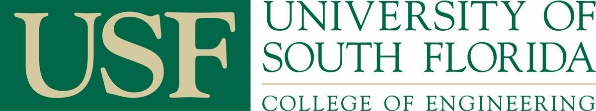 USF
UNIVERSITY OF
SOUTH FLORIDA
COLLEGE OF ENGINEERING